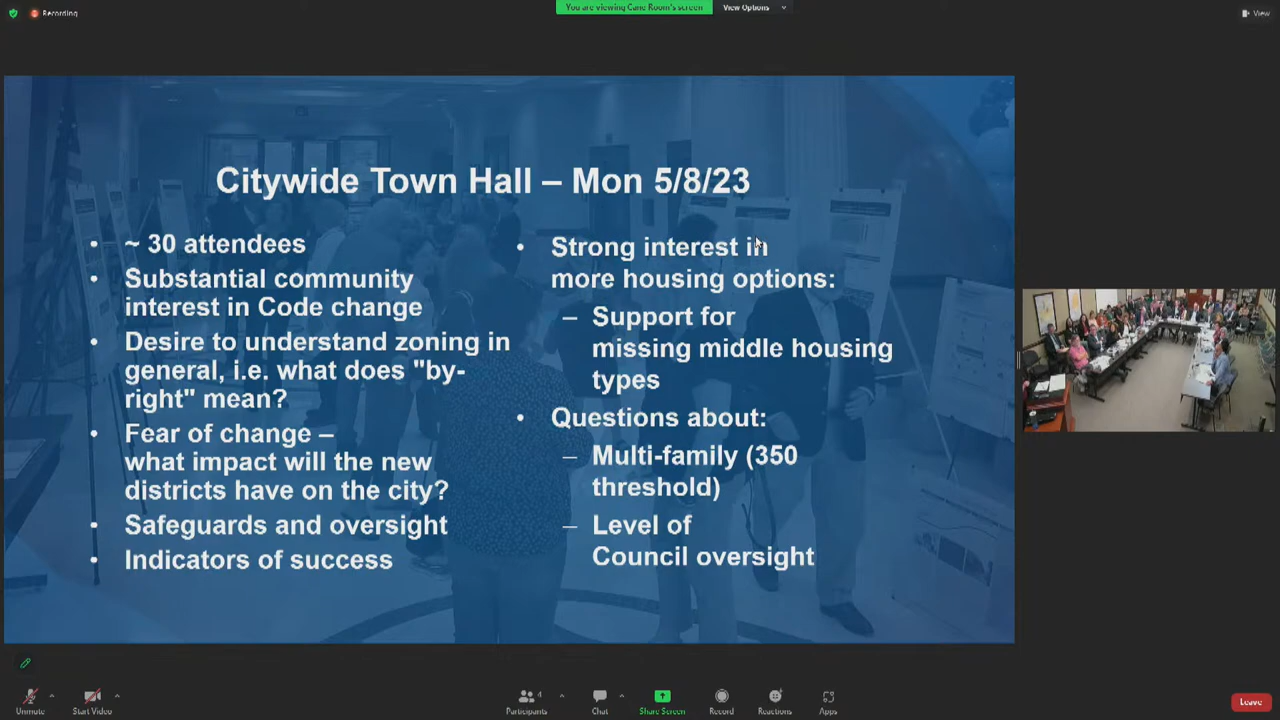 Recording
You are viewing Cane Room's screen
View Options
View
Citywide Town Hall – Mon 5/8/23
• ~ 30 attendees
• Substantial community
interest in Code change
• Desire to understand zoning in
general, i.e. what does "by-
right" mean?
• Fear of change –
what impact will the new
districts have on the city?
• Safeguards and oversight
• Indicators of success
• Strong interest in
more housing options:
– Support for
missing middle housing
types
• Questions about:
– Multi-family (350
threshold)
– Level of
Council oversight
Unmute
Start Video
4
Participants
Chat
Share Screen
Record
Reactions
Apps
Leave